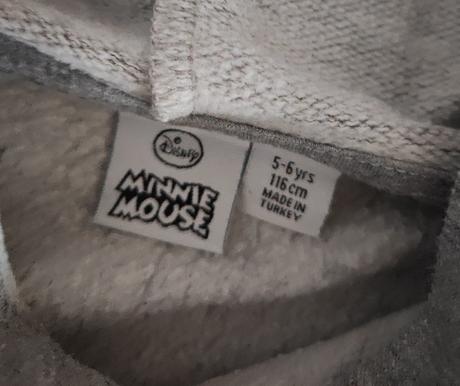 Disney
MINNIE
MOUSE
5-6 yrs
116 cm
MADE IN
TURKEY